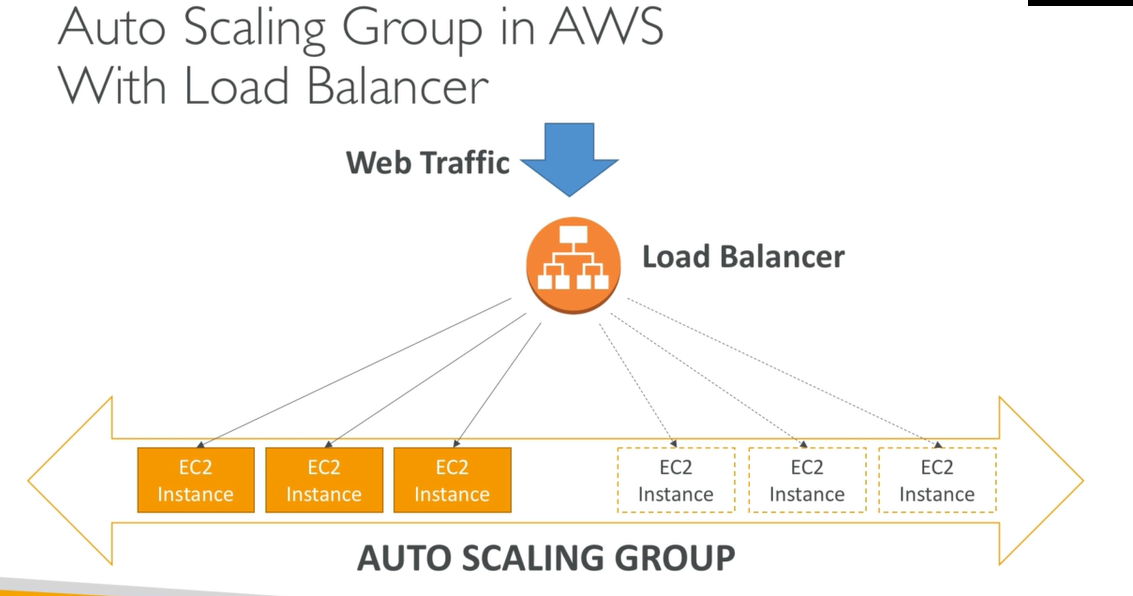 Auto Scaling Group in AWS
With Load Balancer
Web Traffic
Load Balancer
EC2
Instance
EC2
Instance
EC2
Instance
EC2
Instance
EC2
Instance
EC2
Instance
AUTO SCALING GROUP